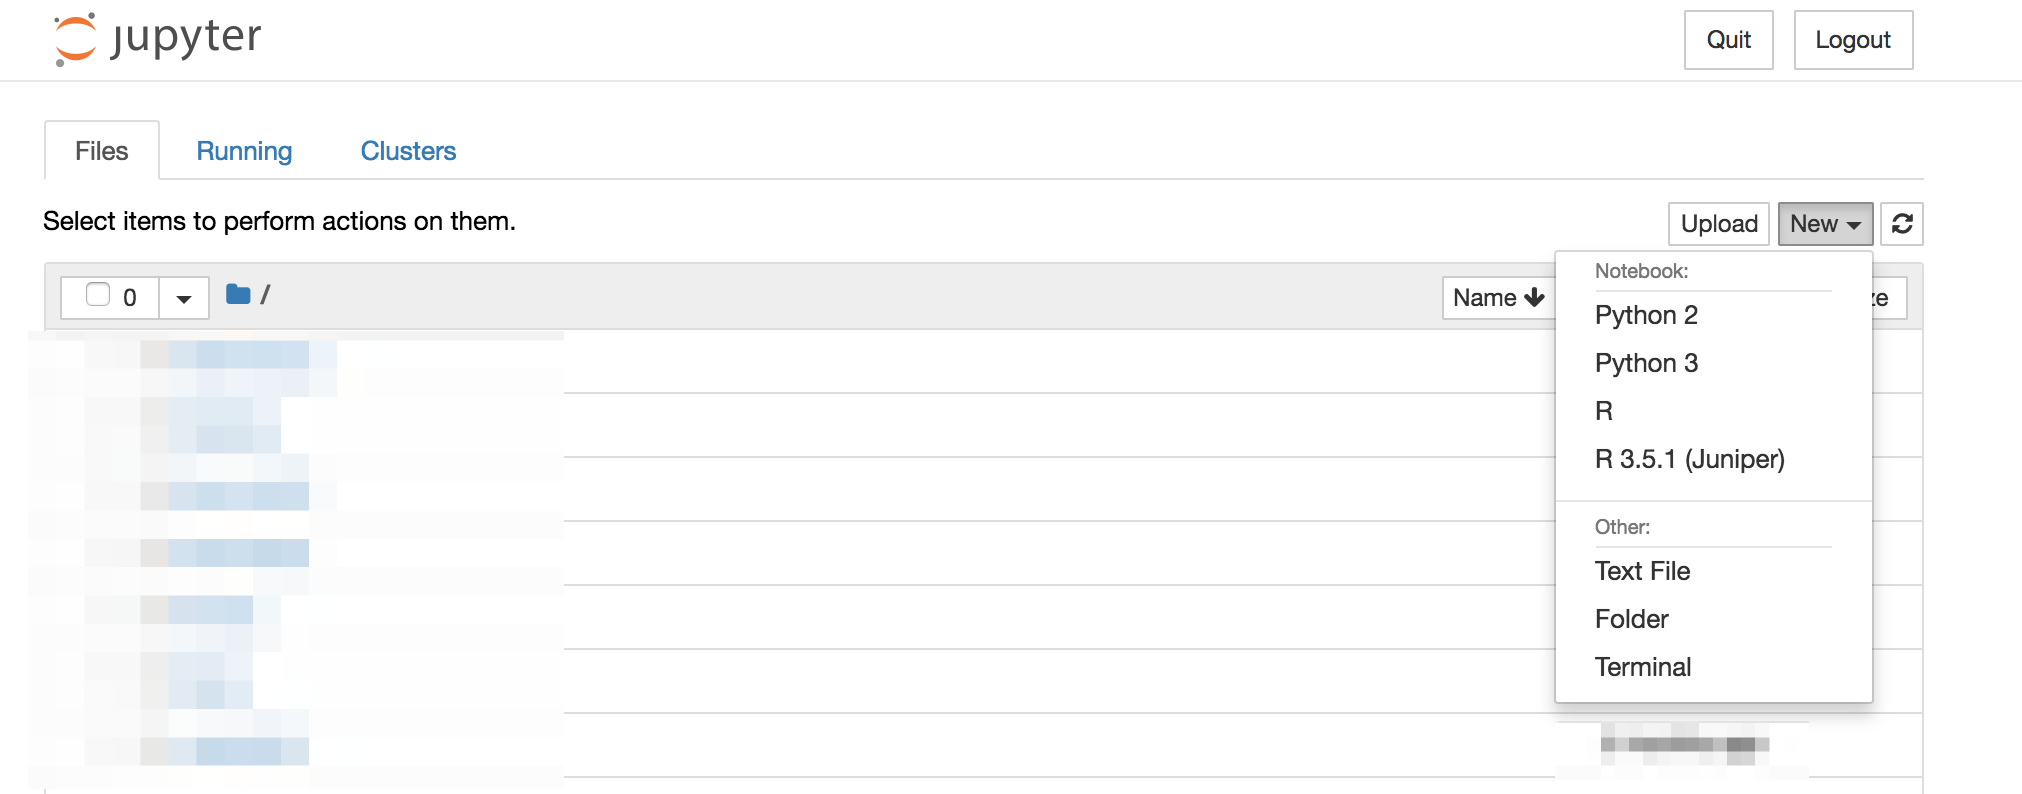 jupyter
Quit
Logout
Files
Running
Clusters
Select items to perform actions on them.
Upload
New
0
/
Name
ze
Notebook:
Python 2
Python 3
R
R 3.5.1 (Juniper)
Other:
Text File
Folder
Terminal